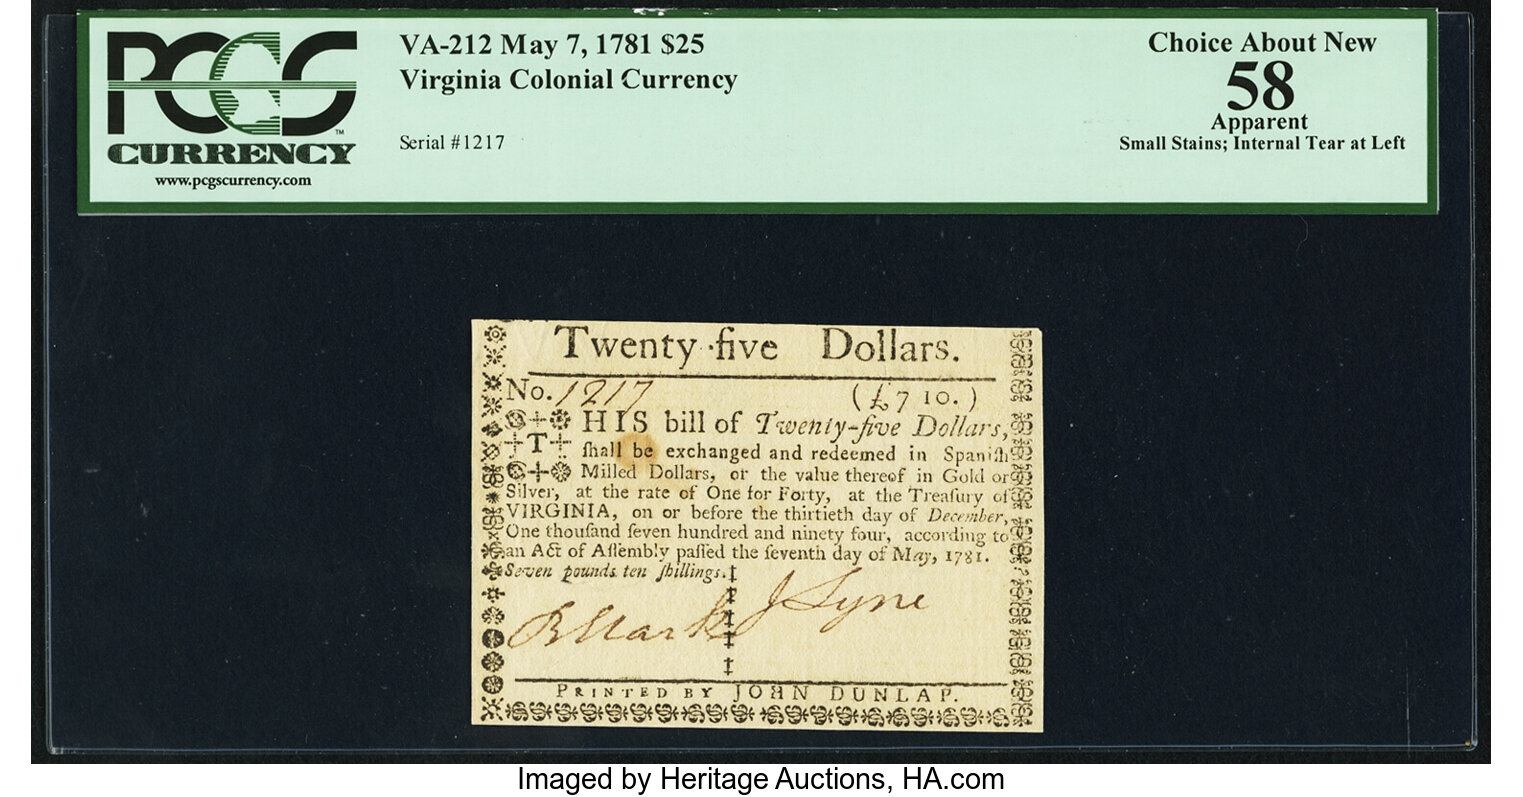 PCGS
CURRENCY
www.pcgscurrency.com
VA-212 May 7, 1781 $25
Virginia Colonial Currency
Serial #1217
Choice About New
58
Apparent
Small Stains; Internal Tear at Left
Twenty-five Dollars.
No. 1217 (£7 10.)
THIS bill of Twenty-five Dollars,
ſhall be exchanged and redeemed in Spaniſh
Milled Dollars, or the value thereof in Gold or
Silver, at the rate of One for Forty, at the Treaſury of
VIRGINIA, on or before the thirtieth day of December,
One thouſand ſeven hundred and ninety four, according to
an Act of Aſſembly paſſed the ſeventh day of May, 1781.
Seven pounds ten ſhillings.
J Lyne
PRINTED BY JOHN DUNLAP.
Imaged by Heritage Auctions, HA.com